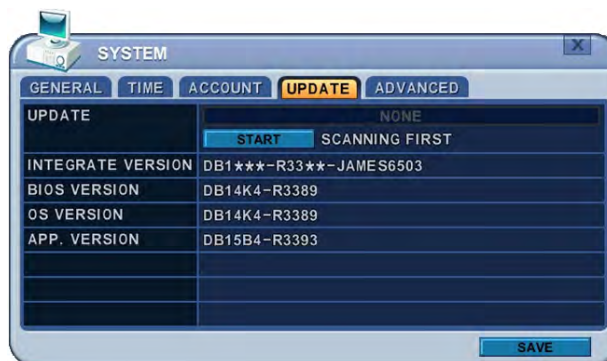 SYSTEM
X
GENERAL TIME ACCOUNT UPDATE ADVANCED
UPDATE NONE
START SCANNING FIRST
INTEGRATE VERSION DB1***-R33**-JAMES6503
BIOS VERSION DB14K4-R3389
OS VERSION DB14K4-R3389
APP. VERSION DB15B4-R3393
SAVE